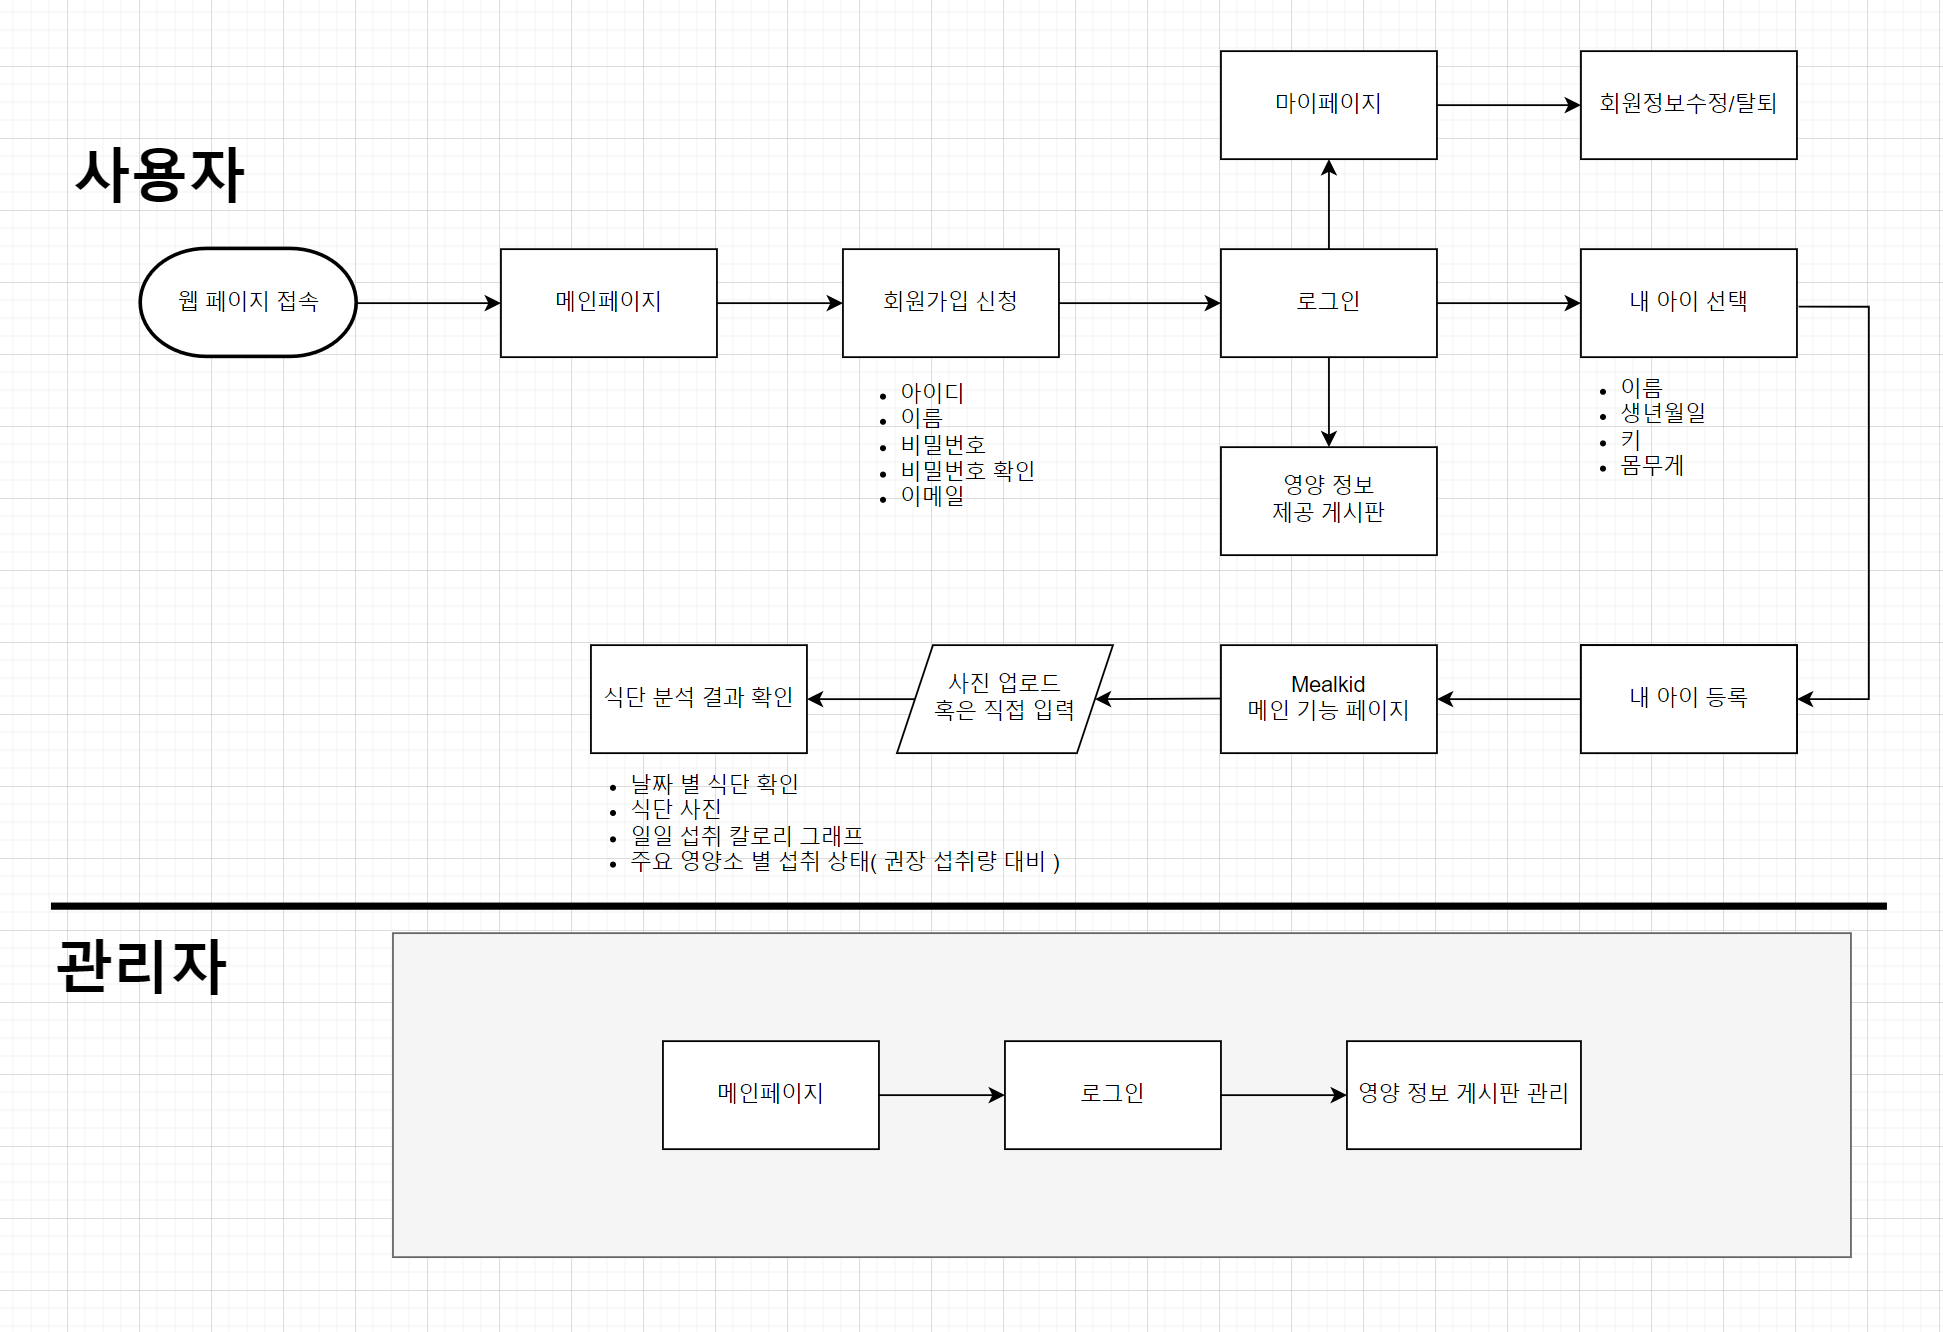 사용자
마이페이지
회원정보수정/탈퇴
웹 페이지 접속
메인페이지
회원가입 신청
로그인
내 아이 선택
아이디
이름
비밀번호
비밀번호 확인
이메일
이름
생년월일
키
몸무게
영양 정보
제공 게시판
식단 분석 결과 확인
사진 업로드
혹은 직접 입력
Mealkid
메인 기능 페이지
내 아이 등록
날짜 별 식단 확인
식단 사진
일일 섭취 칼로리 그래프
주요 영양소 별 섭취 상태( 권장 섭취량 대비 )
관리자
메인페이지
로그인
영양 정보 게시판 관리